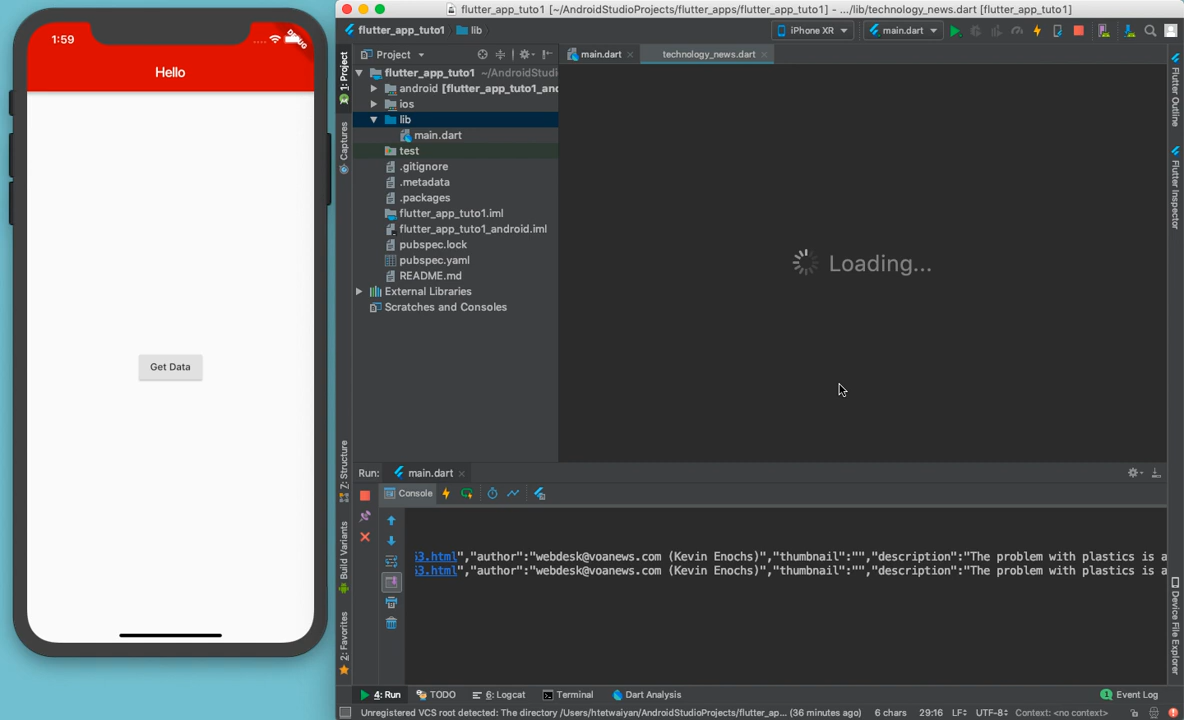 flutter_app_tuto1 [~/AndroidStudioProjects/flutter_apps/flutter_app_tuto1] - .../lib/technology_news.dart [flutter_app_tuto1]
1:59
DEBUG
Hello
Get Data
flutter_app_tuto1
lib
iPhone XR
main.dart
Project
main.dart
technology_news.dart
flutter_app_tuto1 ~/AndroidStudi
android [flutter_app_tuto1_and
ios
lib
main.dart
test
.gitignore
.metadata
.packages
flutter_app_tuto1.iml
flutter_app_tuto1_android.iml
pubspec.lock
pubspec.yaml
README.md
External Libraries
Scratches and Consoles
1: Project
Captures
Z: Structure
Build Variants
2: Favorites
Flutter Outline
Flutter Inspector
Device File Explorer
Loading...
Run:
main.dart
Console
53.html","author":"webdesk@voanews.com (Kevin Enochs)","thumbnail":"","description":"The problem with plastics is a
53.html","author":"webdesk@voanews.com (Kevin Enochs)","thumbnail":"","description":"The problem with plastics is a
4: Run
TODO
6: Logcat
Terminal
Dart Analysis
1 Event Log
Unregistered VCS root detected: The directory /Users/htetwaiyan/AndroidStudioProjects/flutter_ap... (36 minutes ago)
6 chars
29:16
LF
UTF-8
Context: <no context>